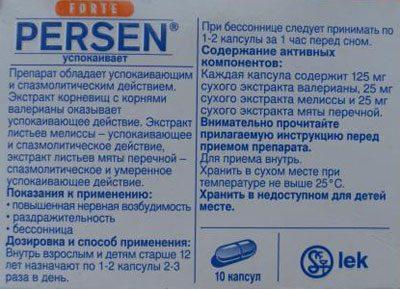 FORTE
PERSEN®
успокаивает
Препарат обладает успокаивающим
и спазмолитическим действием.
Экстракт корневищ с корнями
валерианы оказывает
успокаивающее действие. Экстракт
листьев мелиссы – успокаивающее
и спазмолитическое действие,
экстракт листьев мяты перечной –
спазмолитическое и умеренное
успокаивающее действие.
Показания к применению:
• повышенная нервная возбудимость
• раздражительность
• бессонница
Дозировка и способ применения:
Внутрь взрослым и детям старше 12
лет назначают по 1-2 капсулы 2-3
раза в день.
При бессоннице следует принимать по
1-2 капсулы за 1 час перед сном.
Содержание активных
компонентов:
Каждая капсула содержит 125 мг
сухого экстракта валерианы, 25 мг
сухого экстракта мелиссы и 25 мг
сухого экстракта мяты перечной.
Внимательно прочитайте
прилагаемую инструкцию перед
приемом препарата.
Для приема внутрь.
Хранить в сухом месте при
температуре не выше 25°С.
Хранить в недоступном для детей
месте.
10 капсул
lek